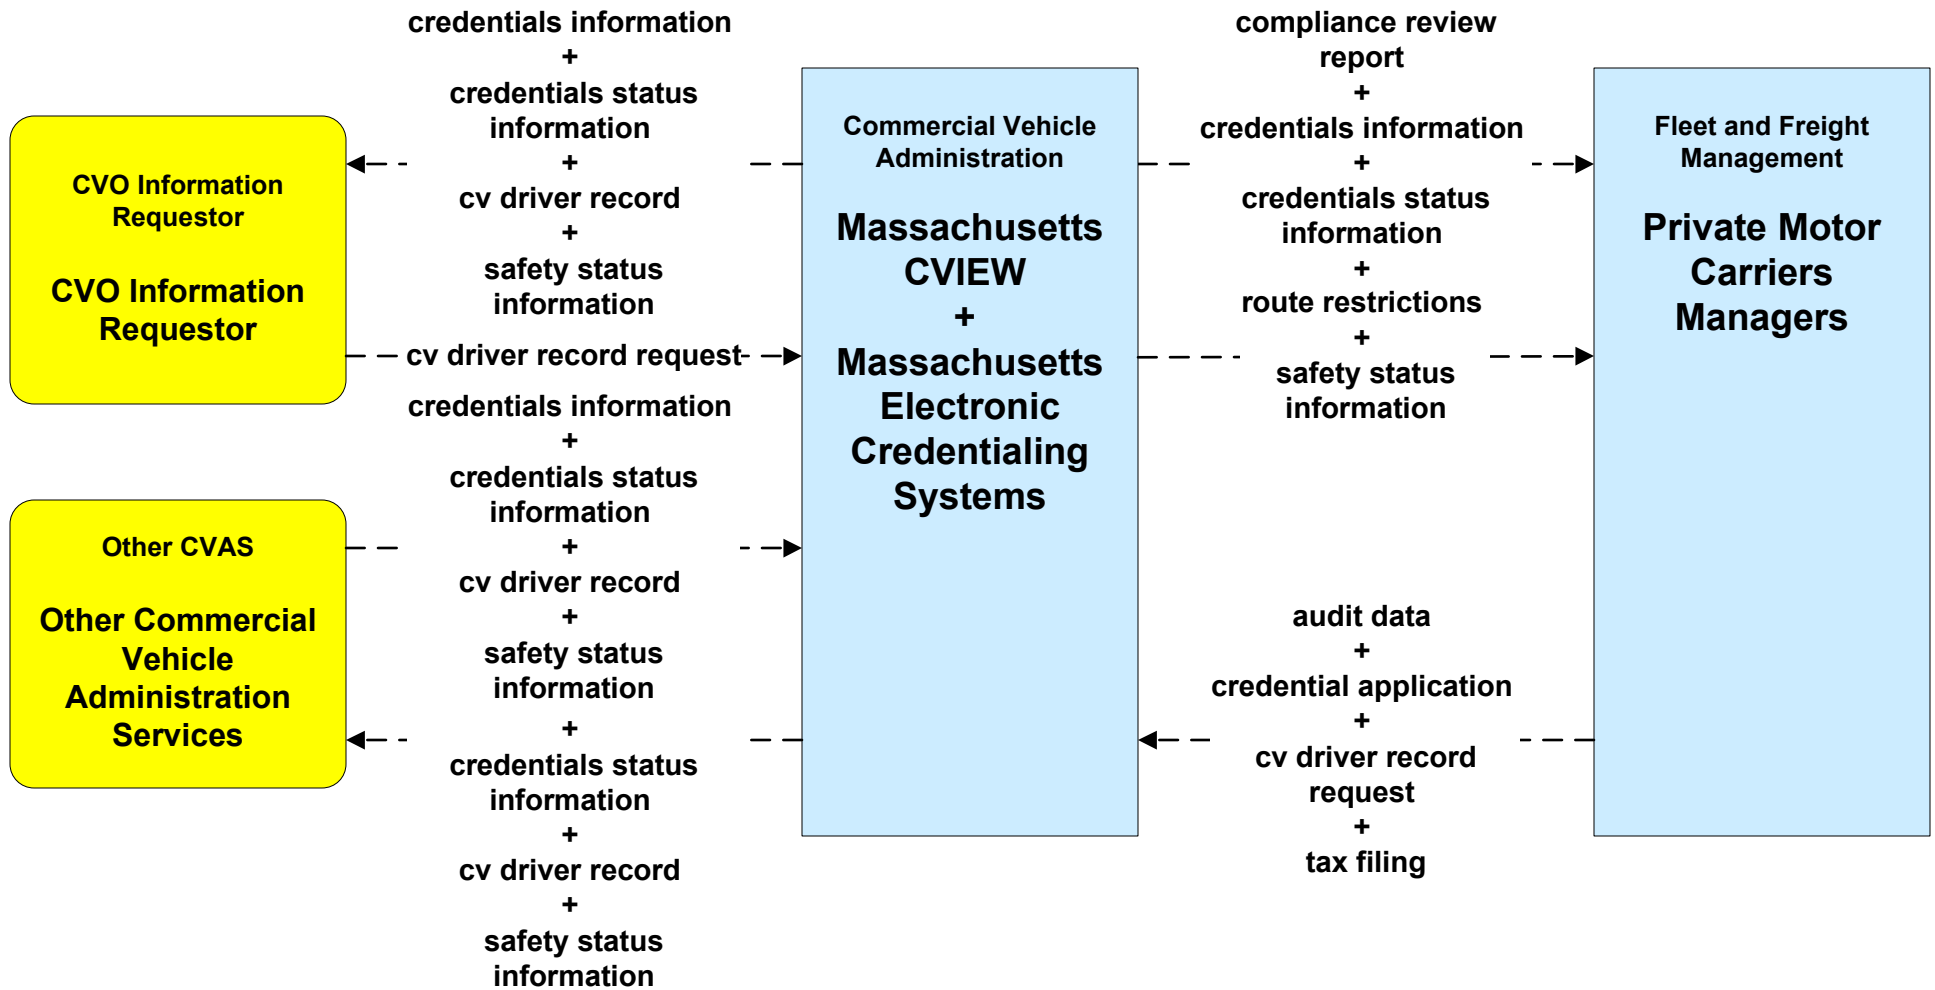 CVO Information
Requestor
CVO Information
Requestor
Other CVAS
Other Commercial
Vehicle
Administration
Services
credentials information
+
credentials status
information
+
cv driver record
+
safety status
information
cv driver record request
credentials information
+
credentials status
information
+
cv driver record
+
safety status
information
+
credentials status
information
+
cv driver record
+
safety status
information
Commercial Vehicle
Administration
Massachusetts
CVIEW
+
Massachusetts
Electronic
Credentialing
Systems
compliance review
report
+
credentials information
+
credentials status
information
+
route restrictions
+
safety status
information
audit data
+
credential application
+
cv driver record
request
+
tax filing
Fleet and Freight
Management
Private Motor
Carriers
Managers